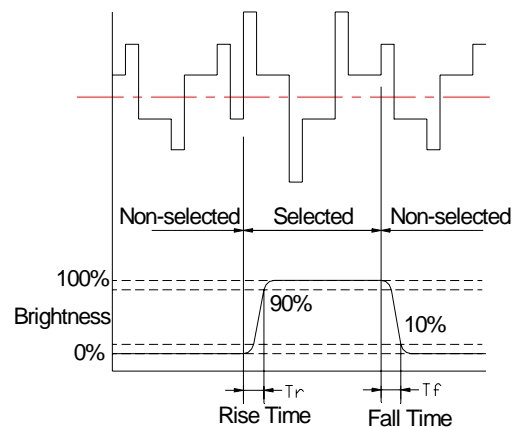 Non-selected Selected Non-selected
100%
90%
Brightness
10%
0%
Tr Tf
Rise Time Fall Time